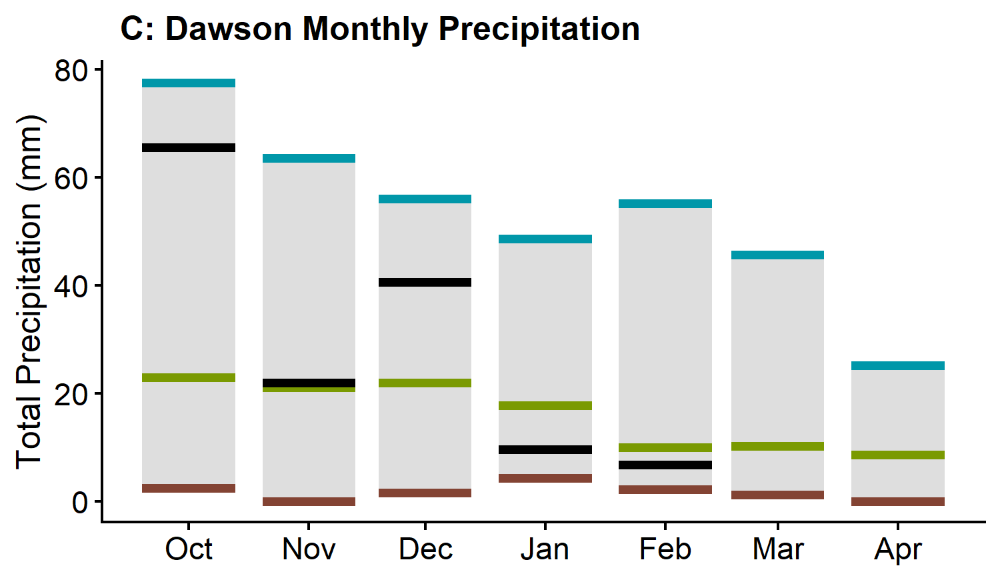 C: Dawson Monthly Precipitation
Total Precipitation (mm)
80
60
40
20
0
Oct Nov Dec Jan Feb Mar Apr